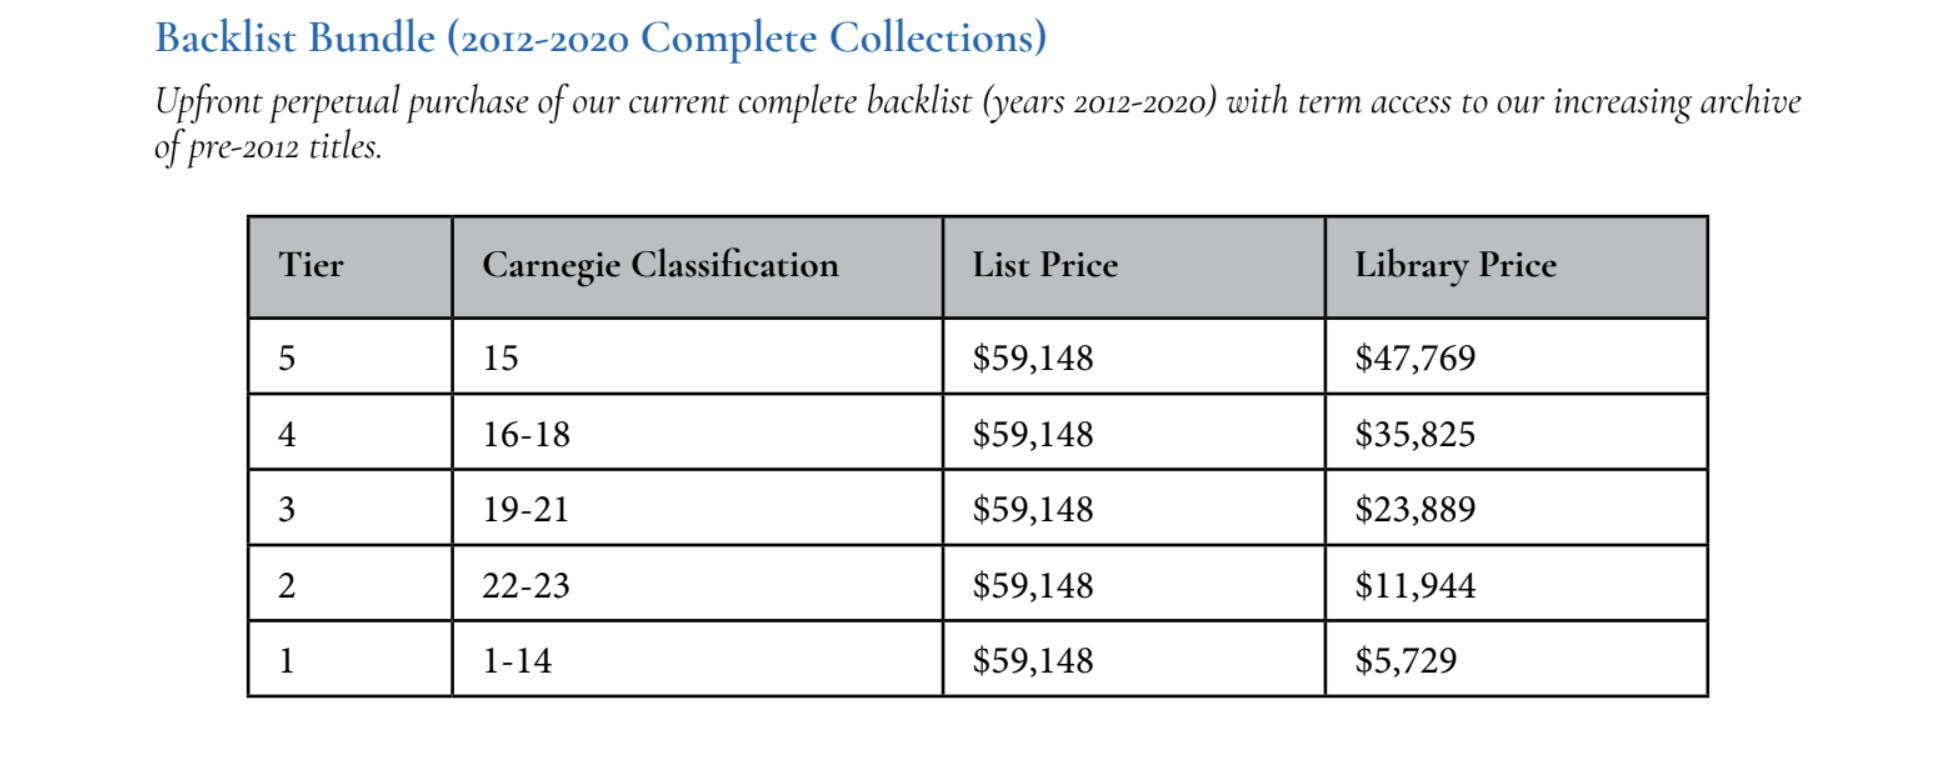 Backlist Bundle (2012-2020 Complete Collections)
Upfront perpetual purchase of our current complete backlist (years 2012-2020) with term access to our increasing archive
of pre-2012 titles.
Tier Carnegie Classification List Price Library Price
5 15 $59,148 $47,769
4 16-18 $59,148 $35,825
3 19-21 $59,148 $23,889
2 22-23 $59,148 $11,944
1 1-14 $59,148 $5,729